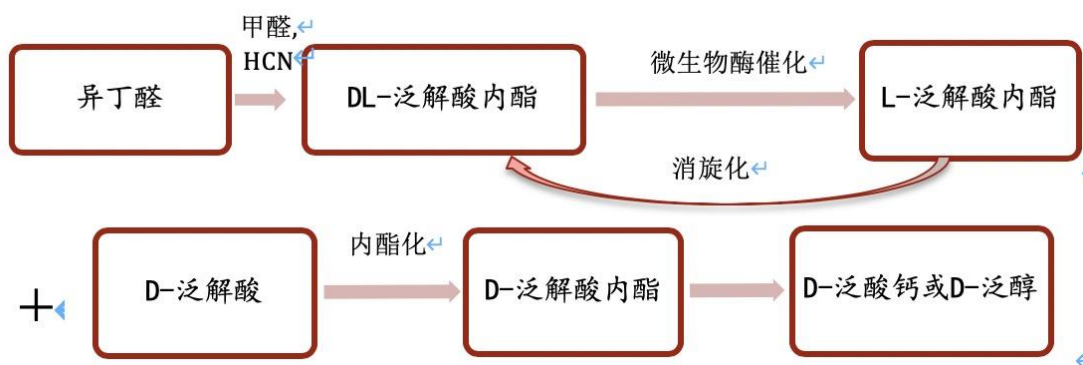 甲醛,
HCN
异丁醛
DL-泛解酸内酯
微生物酶催化
L-泛解酸内酯
消旋化
+
D-泛解酸
内酯化
D-泛解酸内酯
D-泛酸钙或D-泛醇